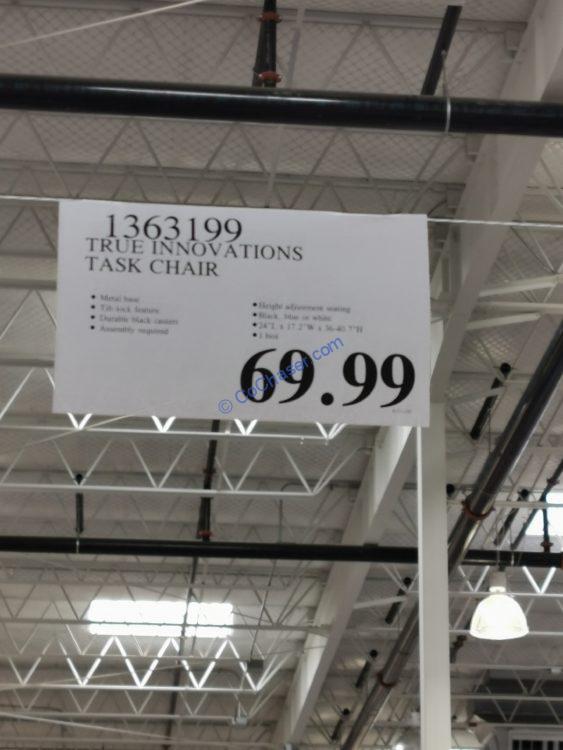 1363199
TRUE INNOVATIONS
TASK CHAIR
• Metal base
• Tilt-lock feature
• Durable black casters
• Assembly required
• Height adjustment seating
• Black, blue or white
• 24"L x 17.2"W x 36-40.7"H
• 1 box
69.99
© CoChaser.com